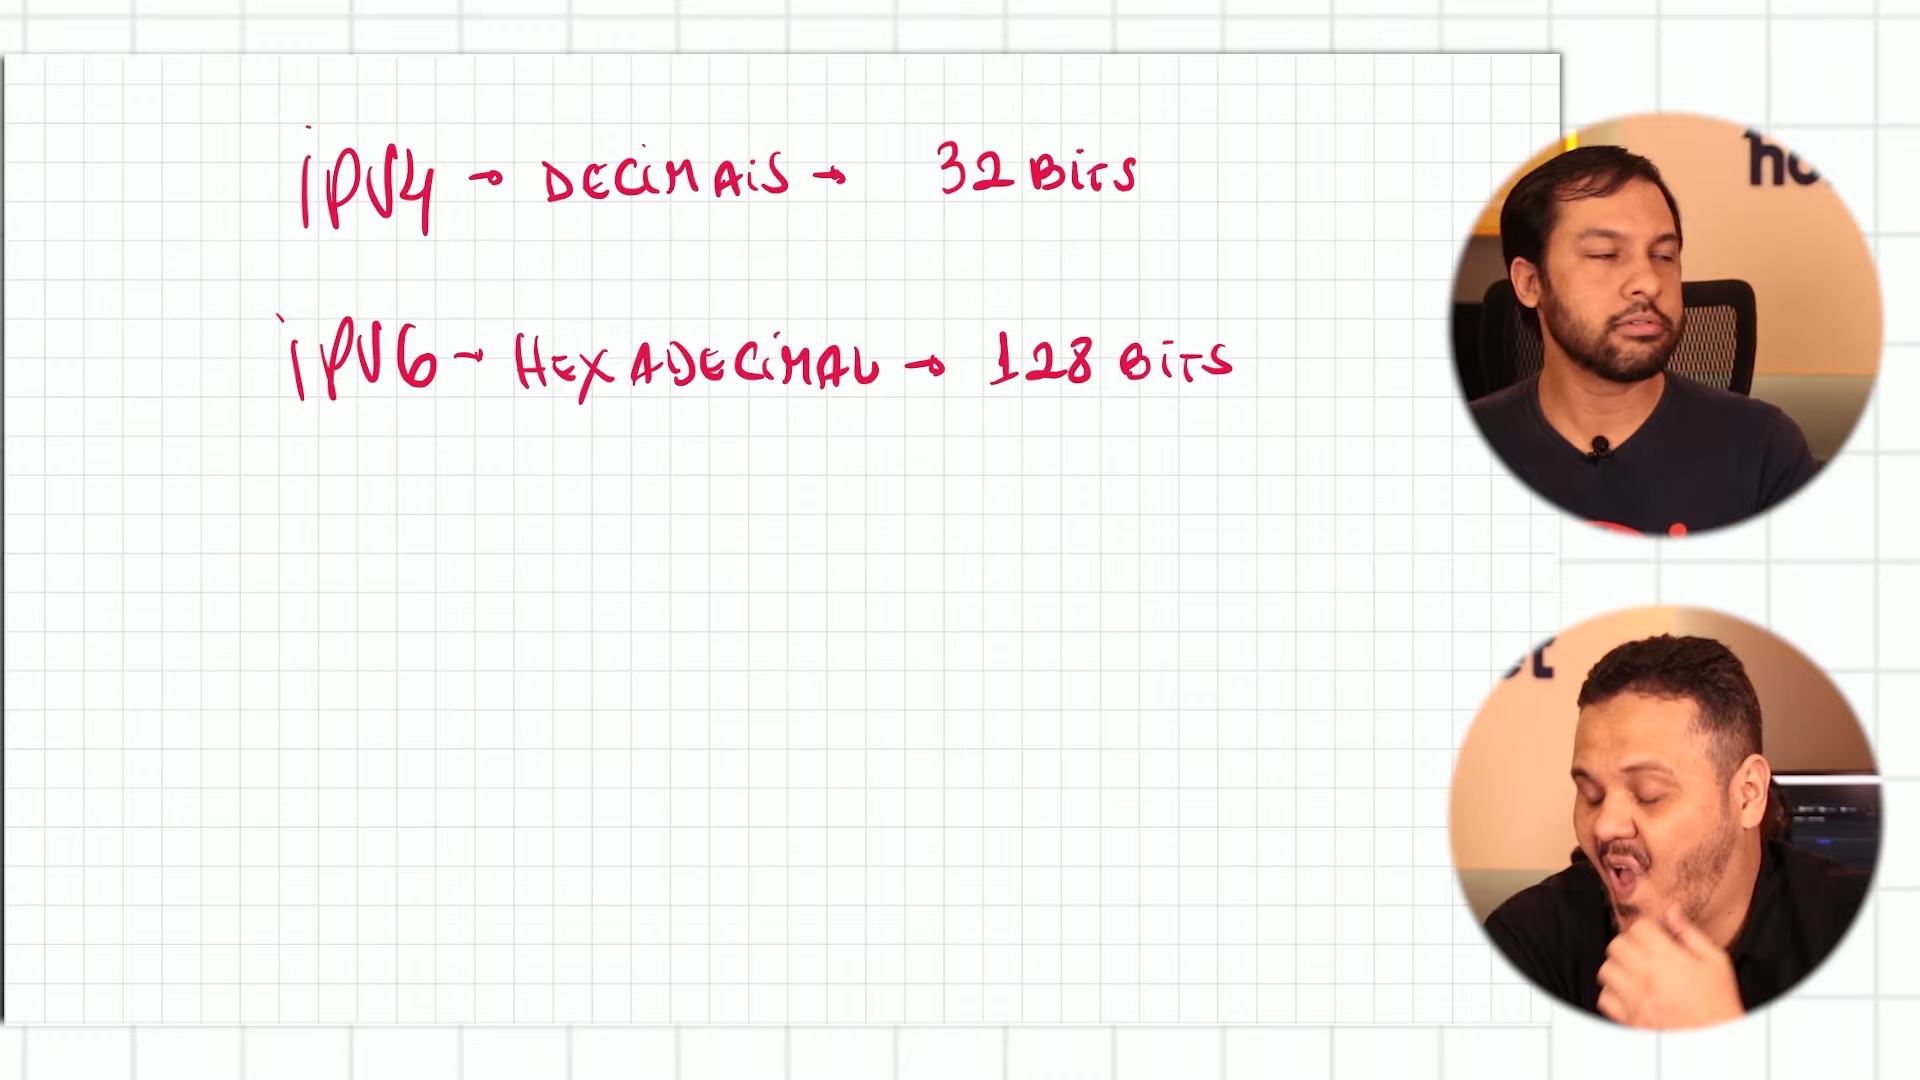 iPV4 → DECiMAiS → 32 BiTS
iPV6 → HEXADECiMAL → 128 BiTS